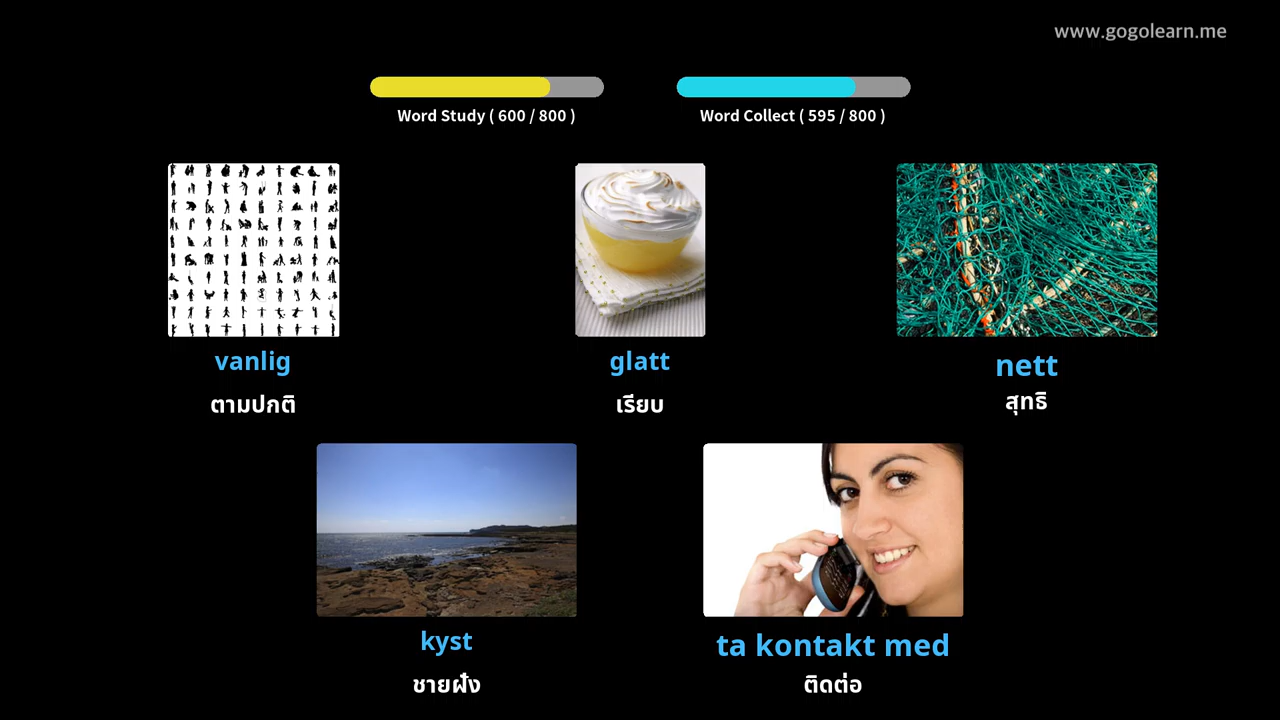 www.gogolearn.me
Word Study ( 600 / 800 )
Word Collect ( 595 / 800 )
vanlig
ตามปกติ
glatt
เรียบ
nett
สุทธิ
kyst
ชายฝั่ง
ta kontakt med
ติดต่อ